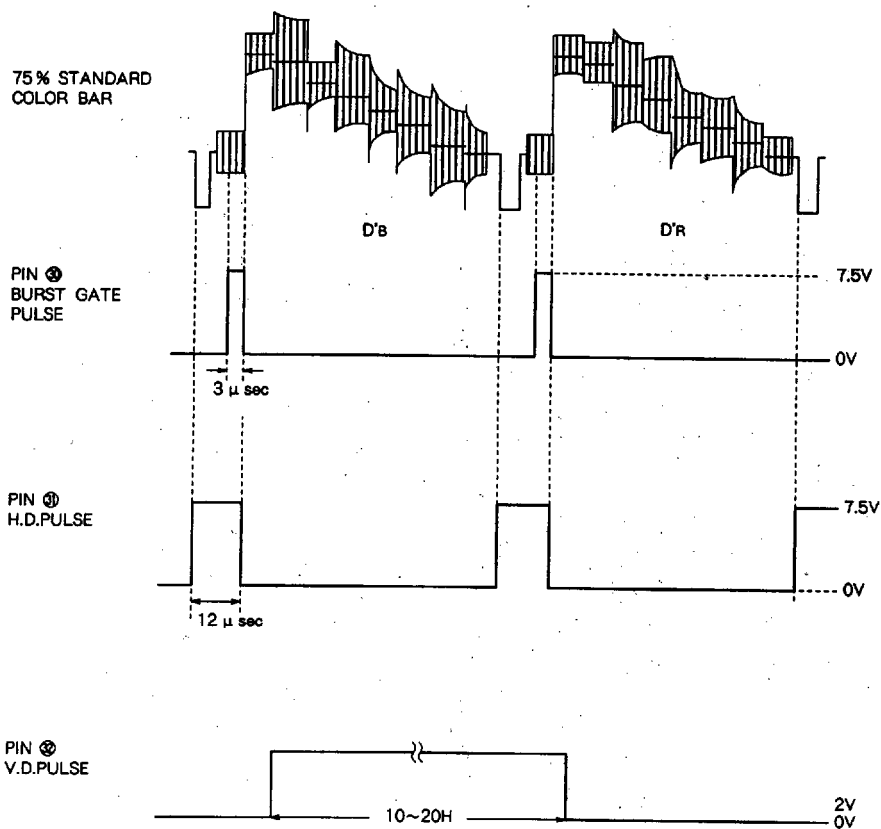 75% STANDARD
COLOR BAR
D'B
D'R
PIN ㉚
BURST GATE
PULSE
7.5V
0V
3 μ sec
PIN ㉛
H.D.PULSE
7.5V
0V
12 μ sec
PIN ㉜
V.D.PULSE
10~20H
2V
0V